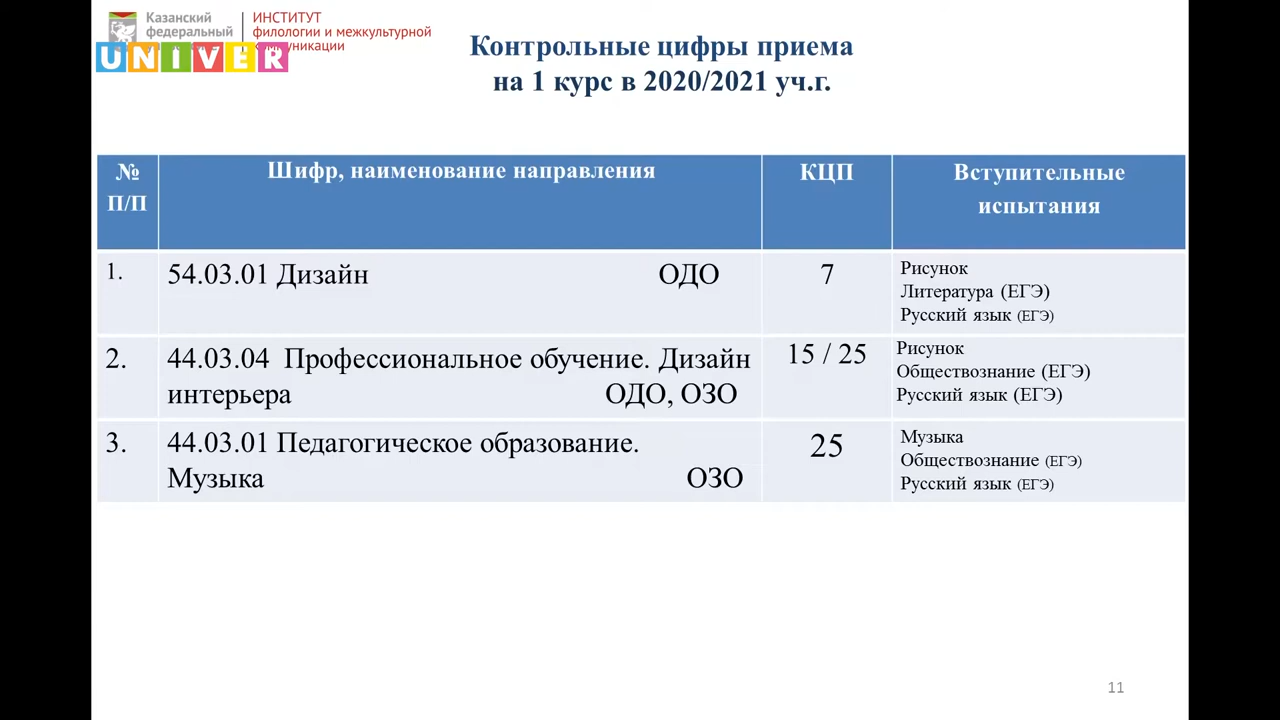 Казанский
федеральный
ИНСТИТУТ
филологии и межкультурной
UNIVER
Контрольные цифры приема
на 1 курс в 2020/2021 уч.г.
№
П/П
Шифр, наименование направления
КЦП
Вступительные
испытания
1.
54.03.01 Дизайн ОДО
7
Рисунок
Литература (ЕГЭ)
Русский язык (ЕГЭ)
2.
44.03.04 Профессиональное обучение. Дизайн
интерьера ОДО, ОЗО
15 / 25
Рисунок
Обществознание (ЕГЭ)
Русский язык (ЕГЭ)
3.
44.03.01 Педагогическое образование.
Музыка ОЗО
25
Музыка
Обществознание (ЕГЭ)
Русский язык (ЕГЭ)
11